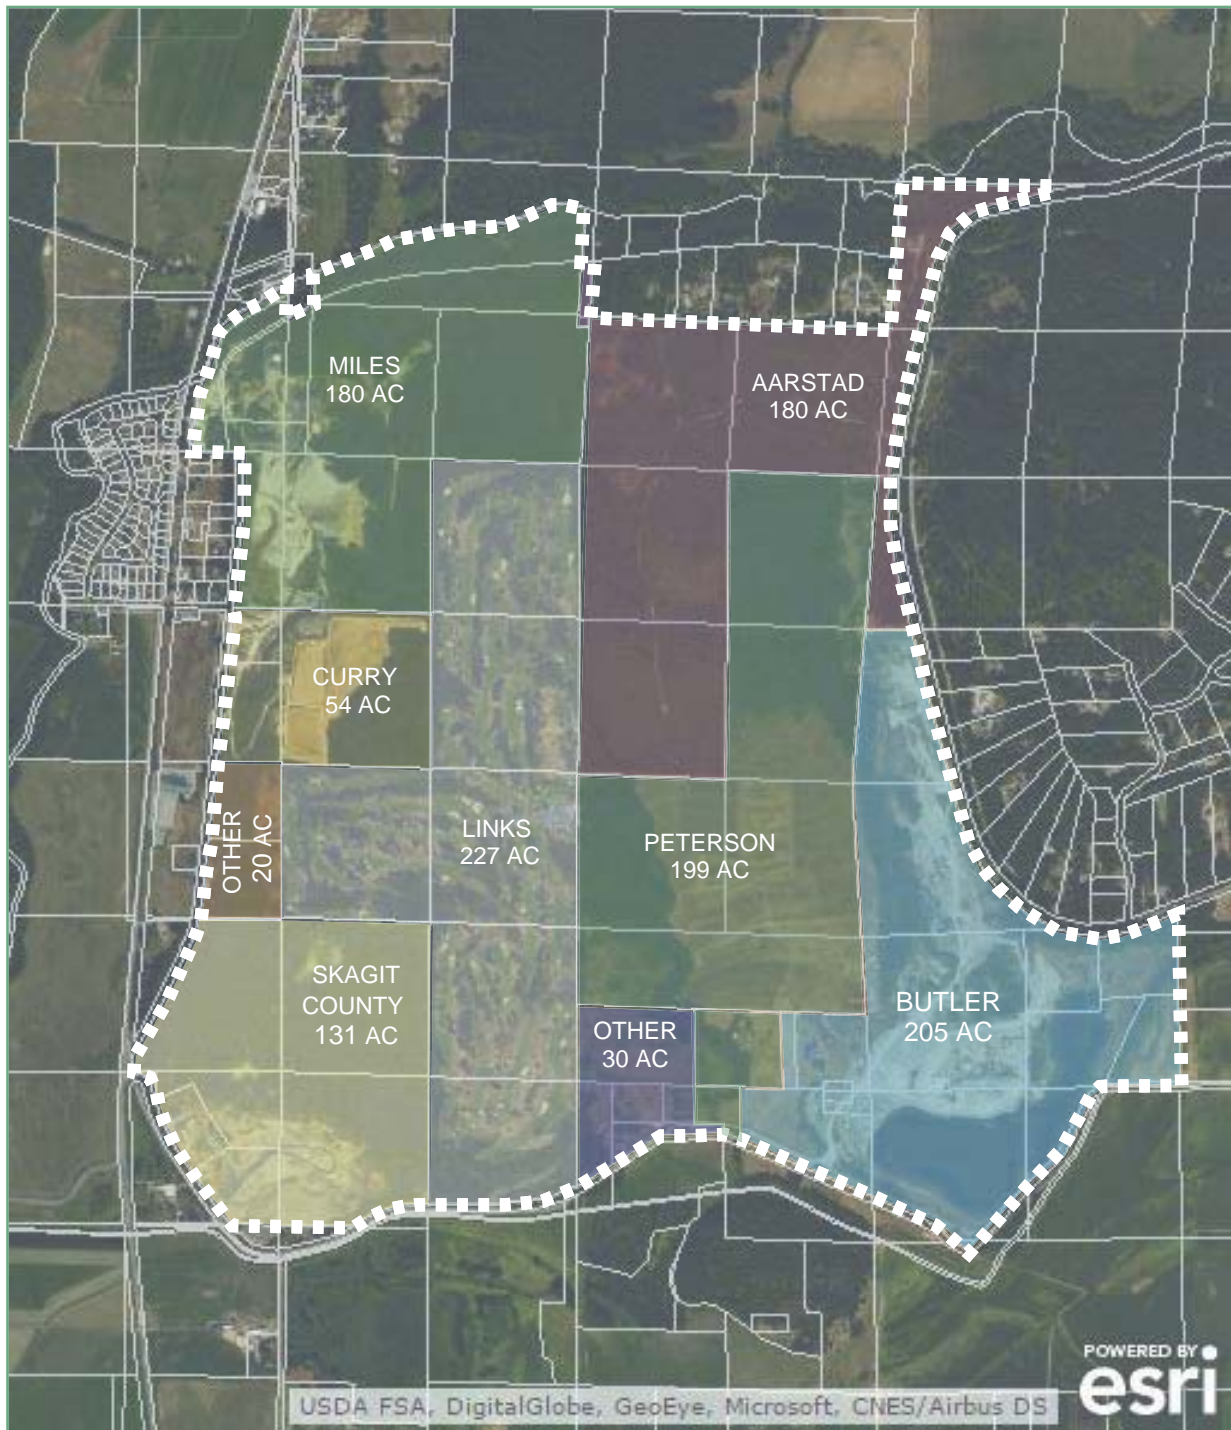 MILES
180 AC
AARSTAD
180 AC
CURRY
54 AC
OTHER
20 AC
LINKS
227 AC
PETERSON
199 AC
SKAGIT
COUNTY
131 AC
OTHER
30 AC
BUTLER
205 AC
POWERED BY
esri
USDA FSA, DigitalGlobe, GeoEye, Microsoft, CNES/Airbus DS